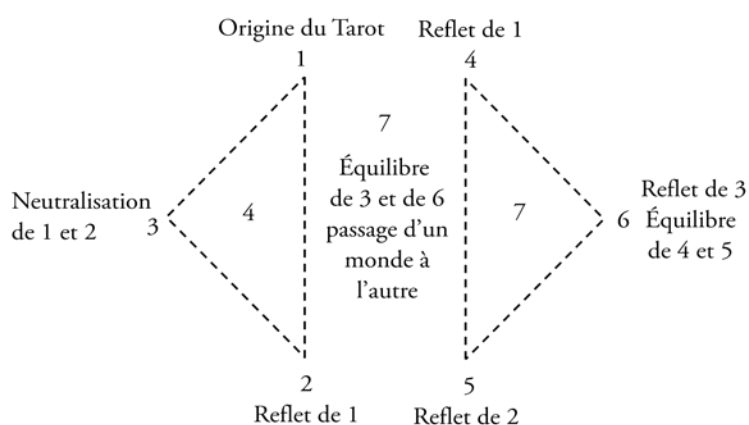 Origine du Tarot
1
Reflet de 1
4
7
Équilibre
de 3 et de 6
passage d'un
monde à
l'autre
Neutralisation
de 1 et 2
3
4
7
6
Reflet de 3
Équilibre
de 4 et 5
2
Reflet de 1
5
Reflet de 2